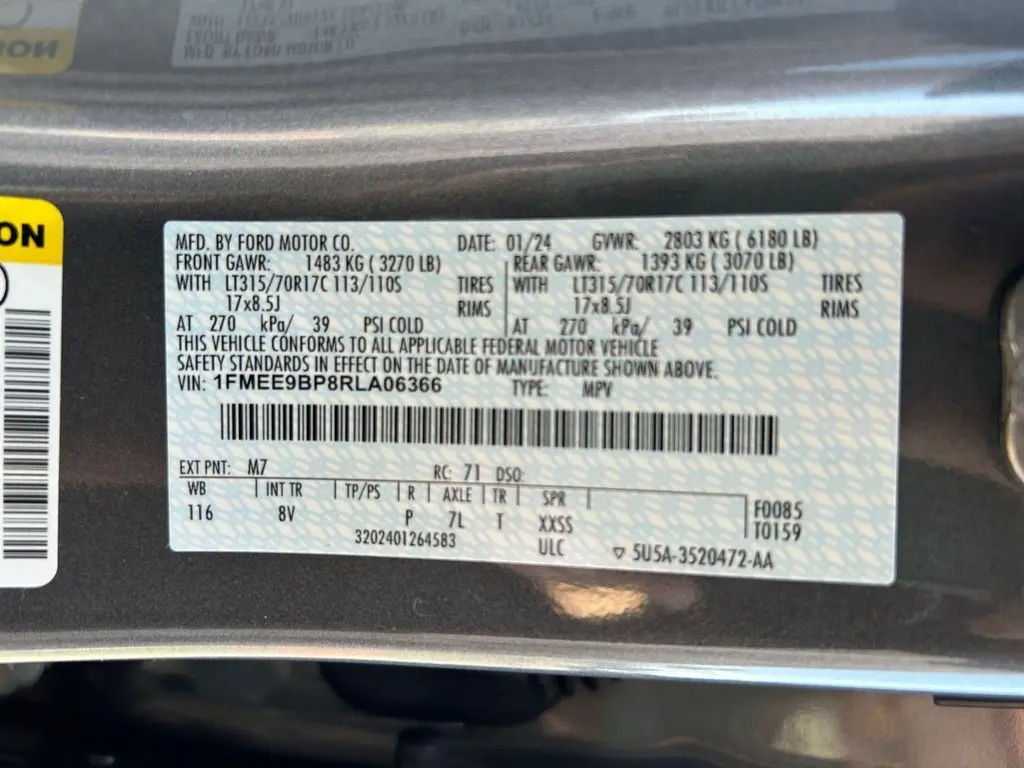 MFD. BY FORD MOTOR CO. DATE: 01/24 GVWR: 2803 KG ( 6180 LB)
FRONT GAWR: 1483 KG ( 3270 LB) REAR GAWR: 1393 KG ( 3070 LB)
WITH LT315/70R17C 113/110S TIRES WITH LT315/70R17C 113/110S TIRES
17x8.5J RIMS 17x8.5J RIMS
AT 270 kPa/ 39 PSI COLD AT 270 kPa/ 39 PSI COLD
THIS VEHICLE CONFORMS TO ALL APPLICABLE FEDERAL MOTOR VEHICLE
SAFETY STANDARDS IN EFFECT ON THE DATE OF MANUFACTURE SHOWN ABOVE.
VIN: 1FMEE9BP8RLA06366 TYPE: MPV
EXT PNT: M7 RC: 71 DSO:
WB INT TR TP/PS R AXLE TR SPR
116 8V P 7L T XXSS
F0085
T0159
3202401264583 ULC 5U5A-3520472-AA
ON